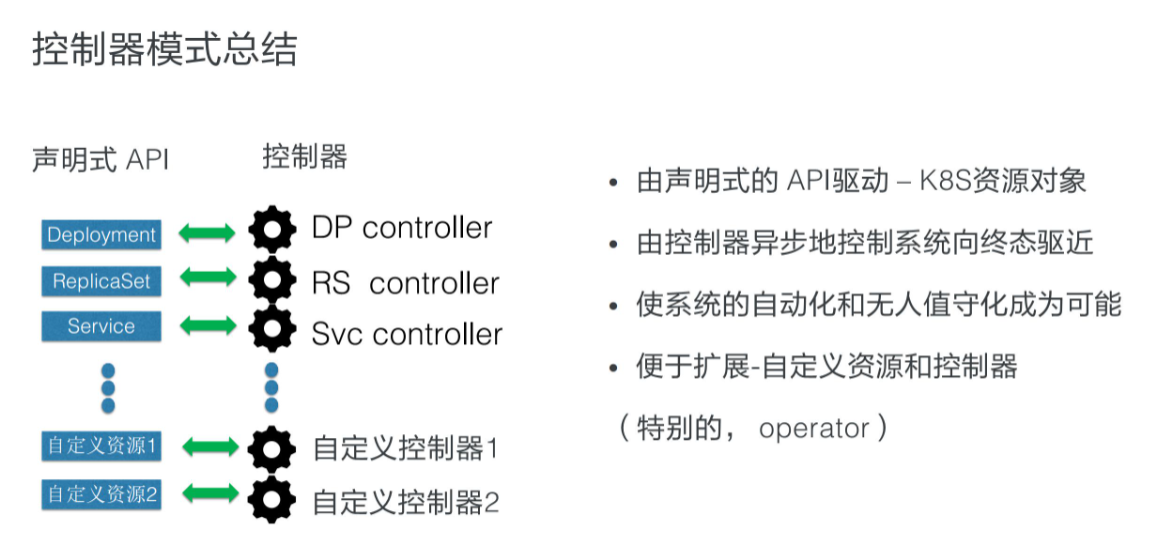 控制器模式总结
声明式 API
控制器
Deployment
DP controller
ReplicaSet
RS controller
Service
Svc controller
自定义资源1
自定义控制器1
自定义资源2
自定义控制器2
• 由声明式的 API驱动 – K8S资源对象
• 由控制器异步地控制系统向终态驱近
• 使系统的自动化和无人值守化成为可能
• 便于扩展-自定义资源和控制器
（特别的， operator）